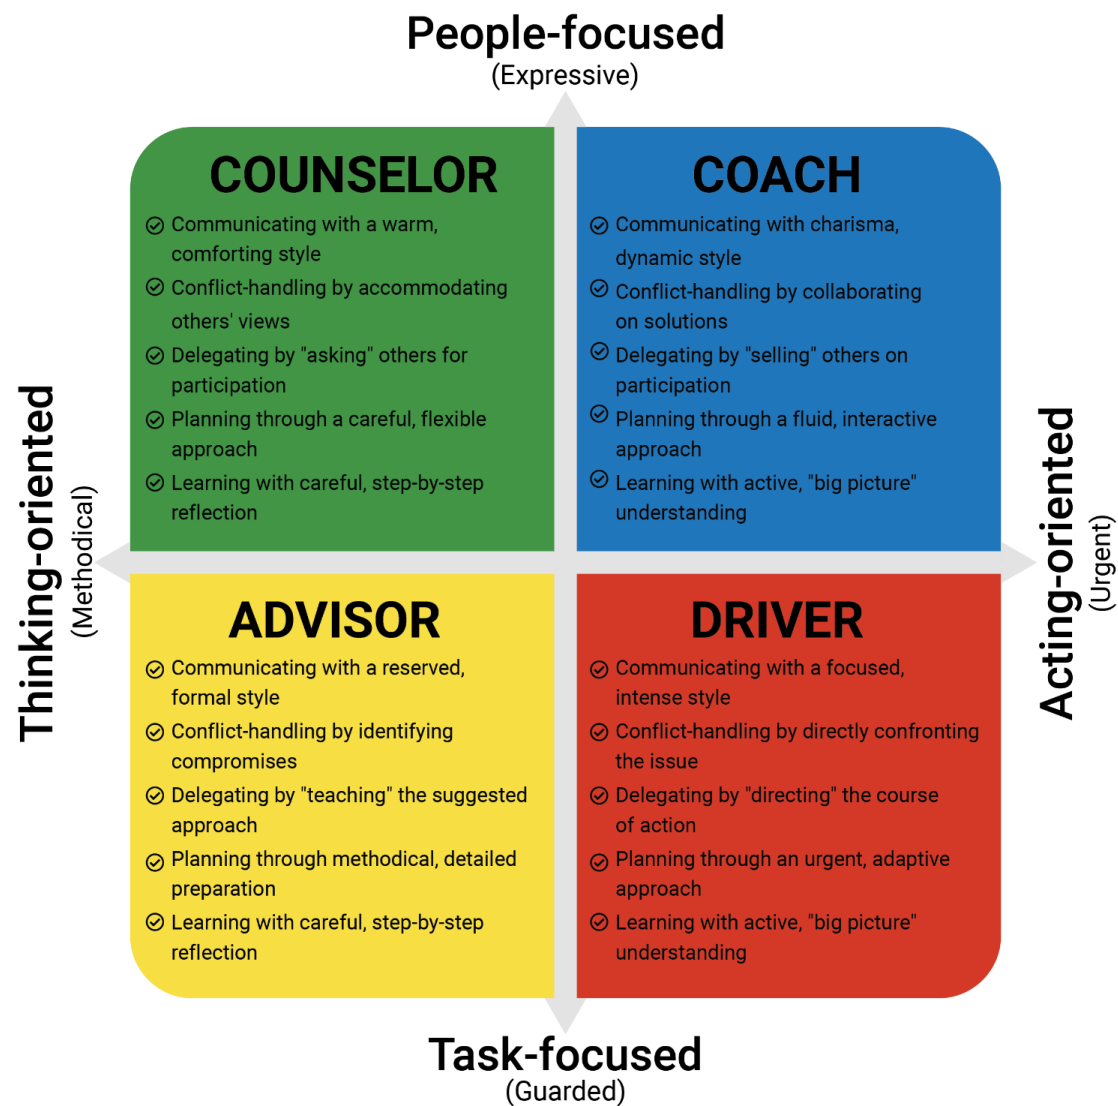 People-focused
(Expressive)
COUNSELOR
Communicating with a warm,
comforting style
Conflict-handling by accommodating
others' views
Delegating by "asking" others for
participation
Planning through a careful, flexible
approach
Learning with careful, step-by-step
reflection
COACH
Communicating with charisma,
dynamic style
Conflict-handling by collaborating
on solutions
Delegating by "selling" others on
participation
Planning through a fluid, interactive
approach
Learning with active, "big picture"
understanding
Thinking-oriented
(Methodical)
Acting-oriented
(Urgent)
ADVISOR
Communicating with a reserved,
formal style
Conflict-handling by identifying
compromises
Delegating by "teaching" the suggested
approach
Planning through methodical, detailed
preparation
Learning with careful, step-by-step
reflection
DRIVER
Communicating with a focused,
intense style
Conflict-handling by directly confronting
the issue
Delegating by "directing" the course
of action
Planning through an urgent, adaptive
approach
Learning with active, "big picture"
understanding
Task-focused
(Guarded)